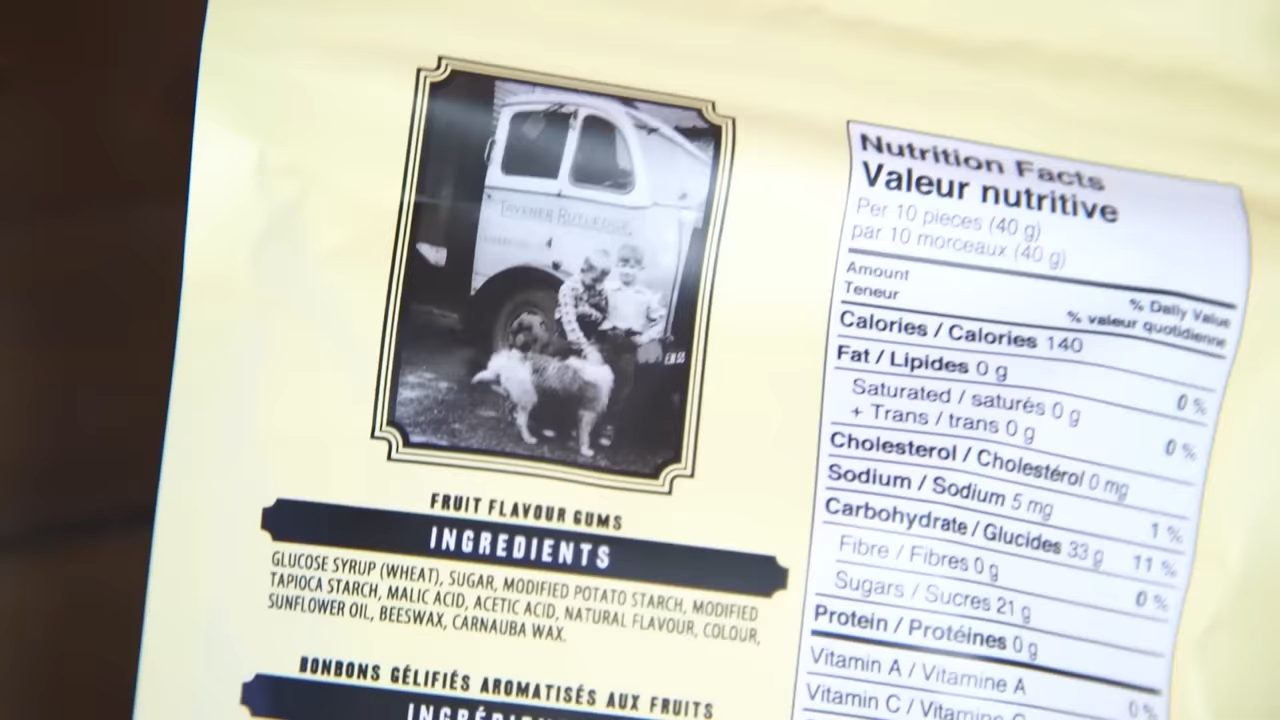 TAVENER RUTLEDGE
FRUIT FLAVOUR GUMS
INGREDIENTS
GLUCOSE SYRUP (WHEAT), SUGAR, MODIFIED POTATO STARCH, MODIFIED
TAPIOCA STARCH, MALIC ACID, ACETIC ACID, NATURAL FLAVOUR, COLOUR,
SUNFLOWER OIL, BEESWAX, CARNAUBA WAX.
BONBONS GÉLIFIÉS AROMATISÉS AUX FRUITS
Nutrition Facts
Valeur nutritive
Per 10 pieces (40 g)
par 10 morceaux (40 g)
Amount
Teneur
% Daily Value
% valeur quotidienne
Calories / Calories 140
Fat / Lipides 0 g 0 %
Saturated / saturés 0 g
+ Trans / trans 0 g 0 %
Cholesterol / Cholestérol 0 mg
Sodium / Sodium 5 mg 1 %
Carbohydrate / Glucides 33 g 11 %
Fibre / Fibres 0 g 0 %
Sugars / Sucres 21 g
Protein / Protéines 0 g
Vitamin A / Vitamine A 0 %
Vitamin C / Vitamine C